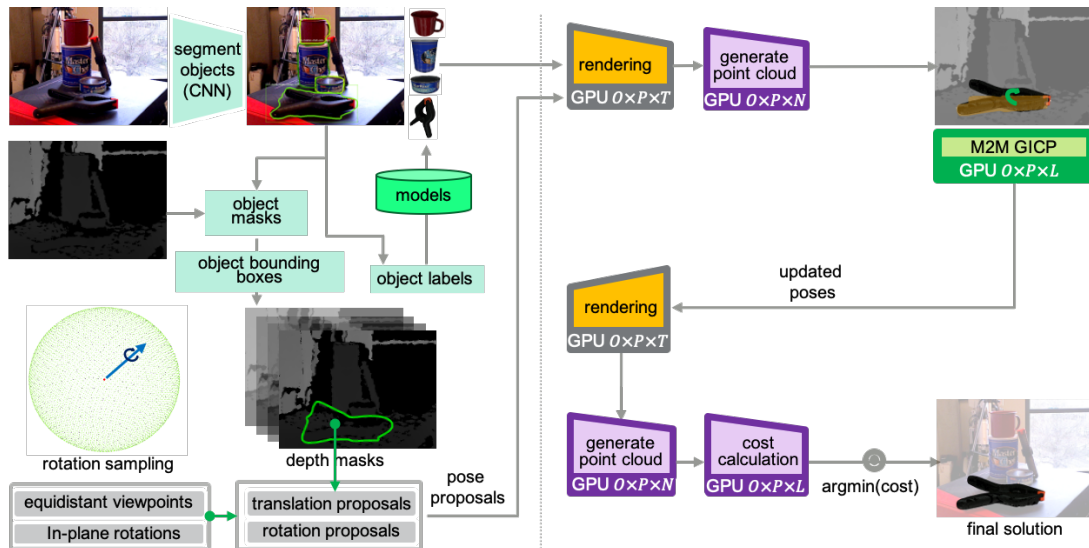 segment
objects
(CNN)
object
masks
object bounding
boxes
models
object labels
rotation sampling
depth masks
equidistant viewpoints
In-plane rotations
translation proposals
rotation proposals
pose
proposals
rendering
GPU O×P×T
generate
point cloud
GPU O×P×N
M2M GICP
GPU O×P×L
updated
poses
rendering
GPU O×P×T
generate
point cloud
GPU O×P×N
cost
calculation
GPU O×P×L
argmin(cost)
final solution
Master
Chef